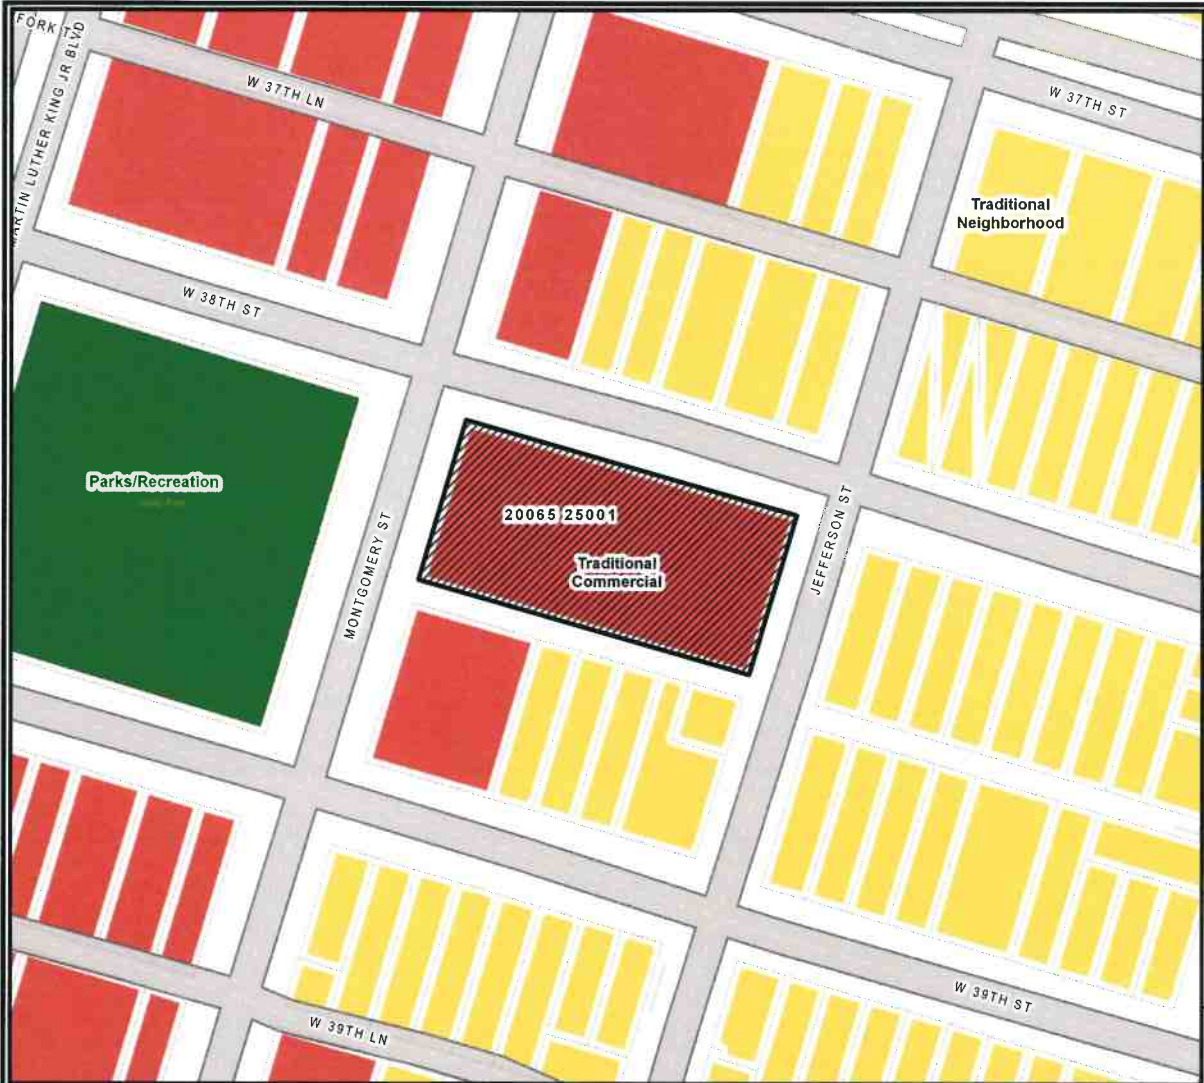 FORK ST
MARTIN LUTHER KING JR BLVD
W 37TH LN
W 37TH ST
Traditional
Neighborhood
W 38TH ST
Parks/Recreation
20065 25001
Traditional
Commercial
MONTGOMERY ST
JEFFERSON ST
W 39TH ST
W 39TH LN